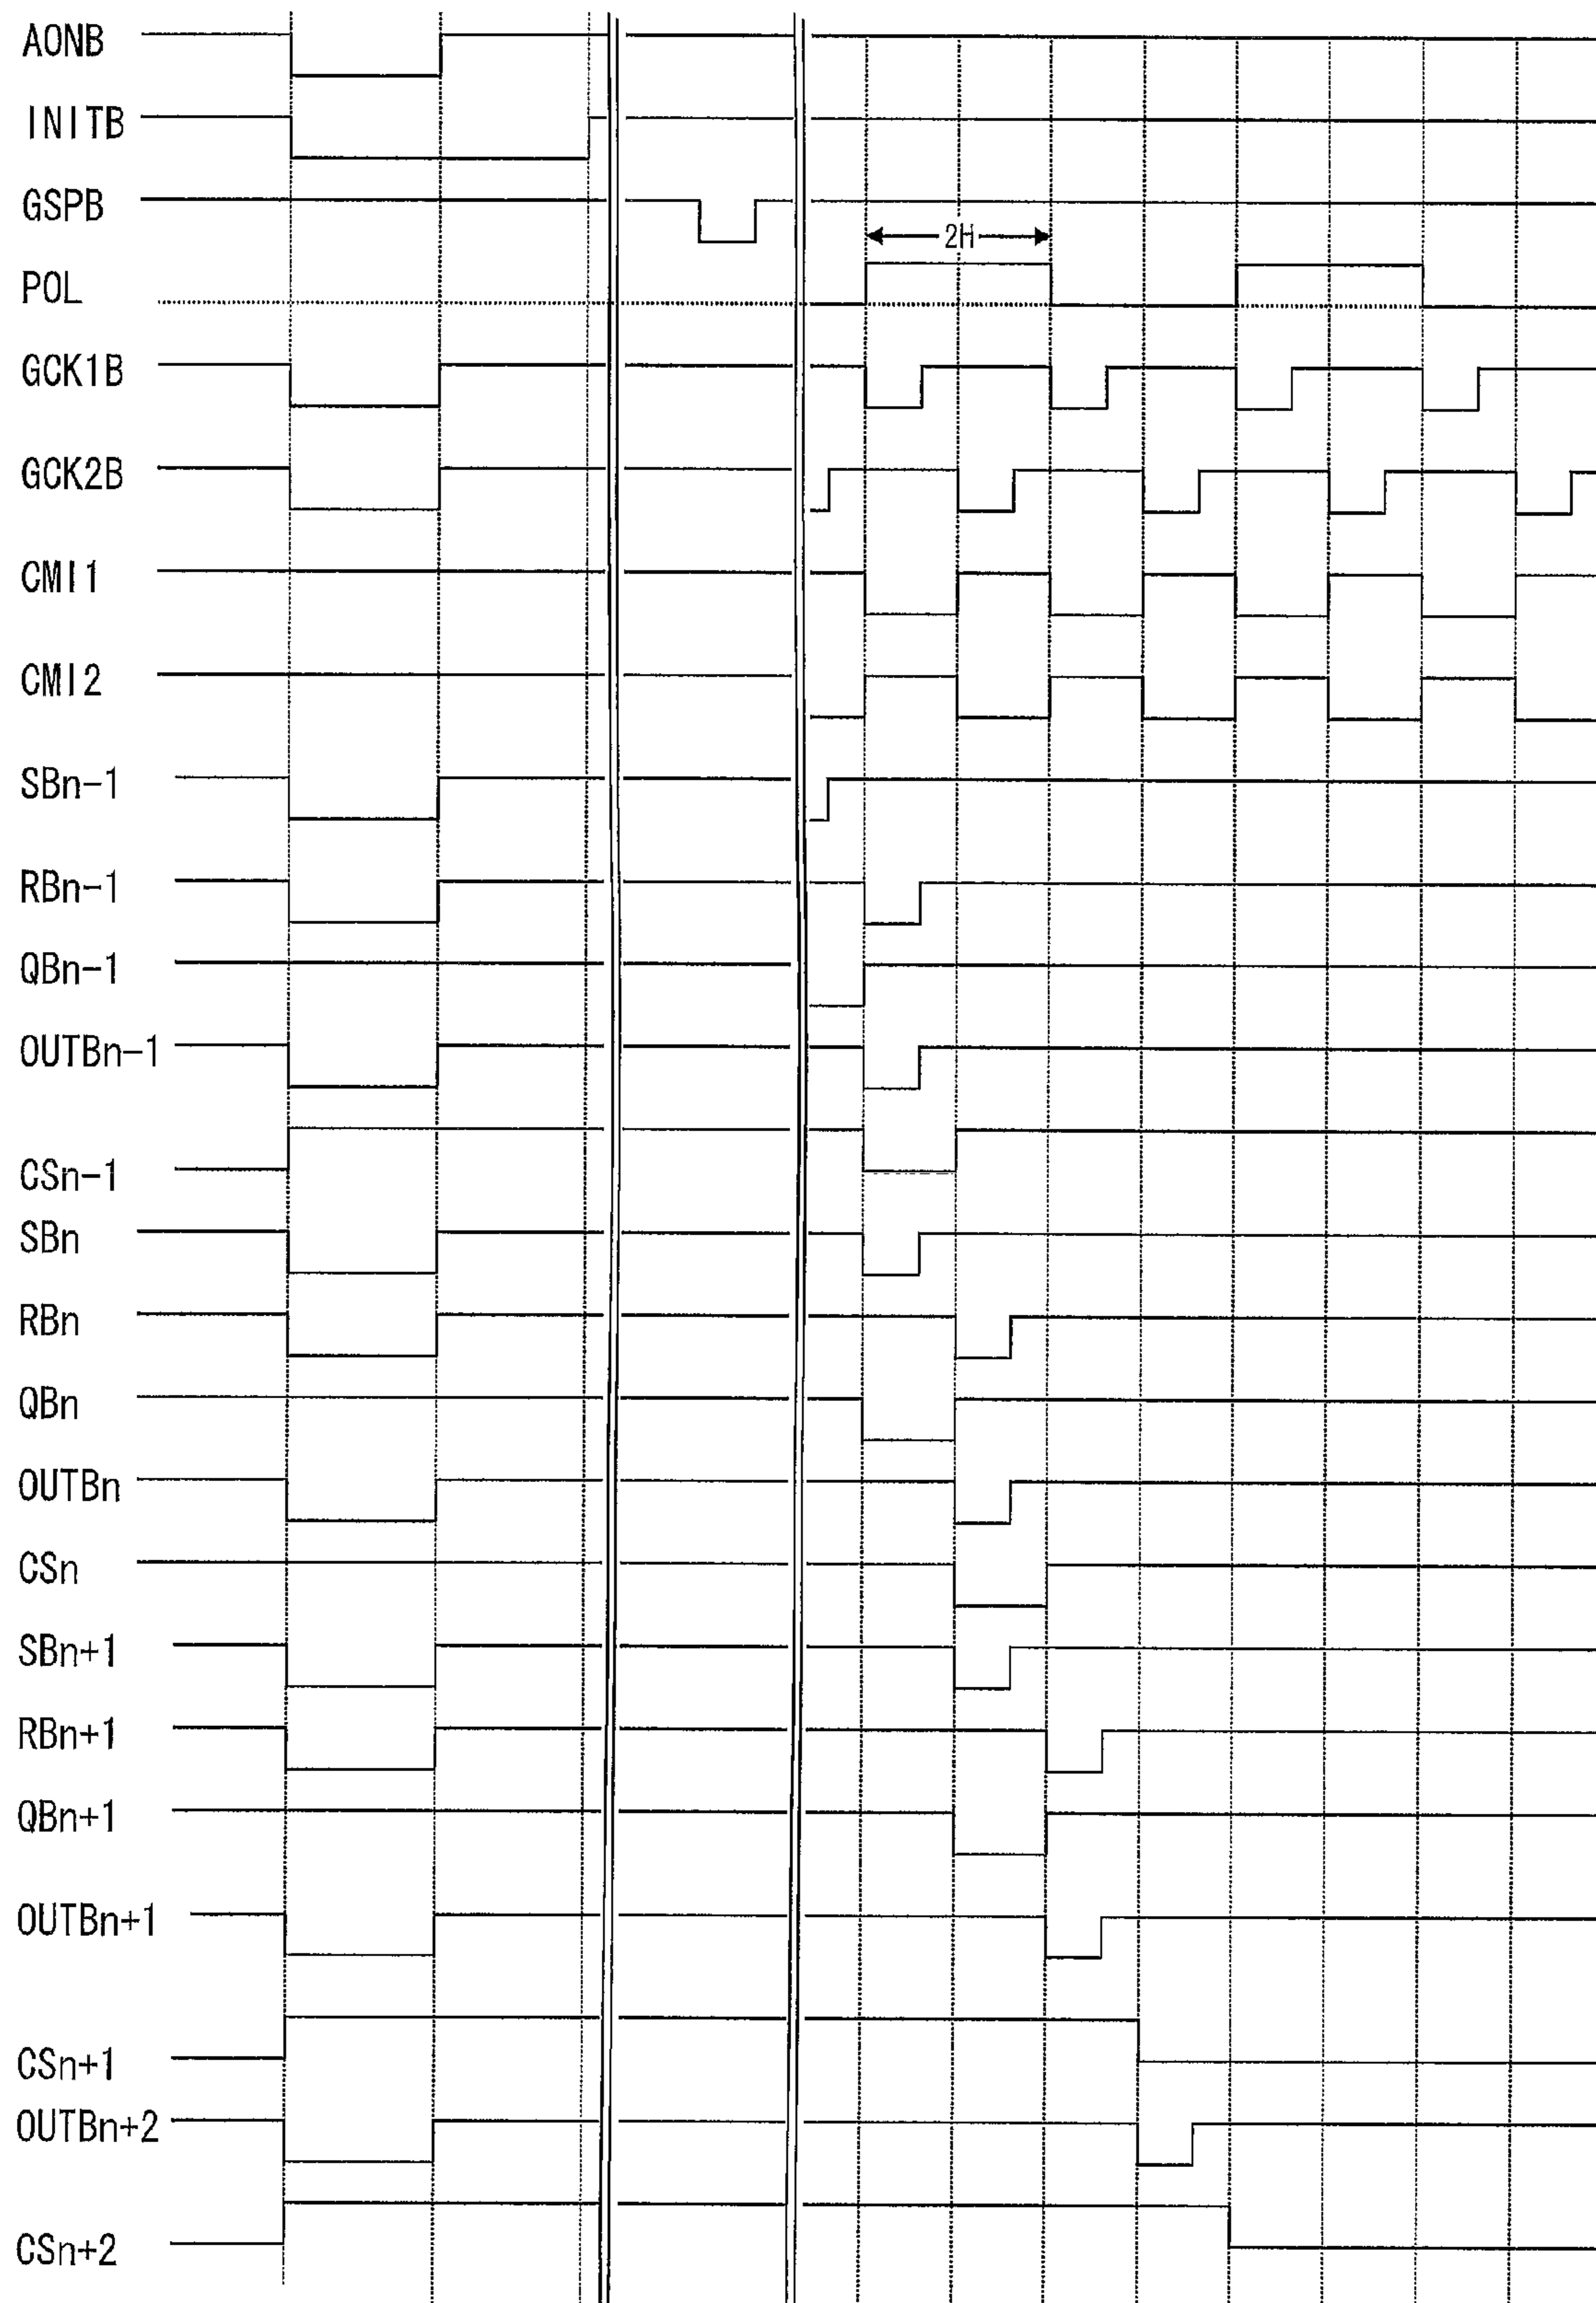 AONB
INITB
GSPB
2H
POL
GCK1B
GCK2B
CMI1
CMI2
SBn-1
RBn-1
QBn-1
OUTBn-1
CSn-1
SBn
RBn
QBn
OUTBn
CSn
SBn+1
RBn+1
QBn+1
OUTBn+1
CSn+1
OUTBn+2
CSn+2